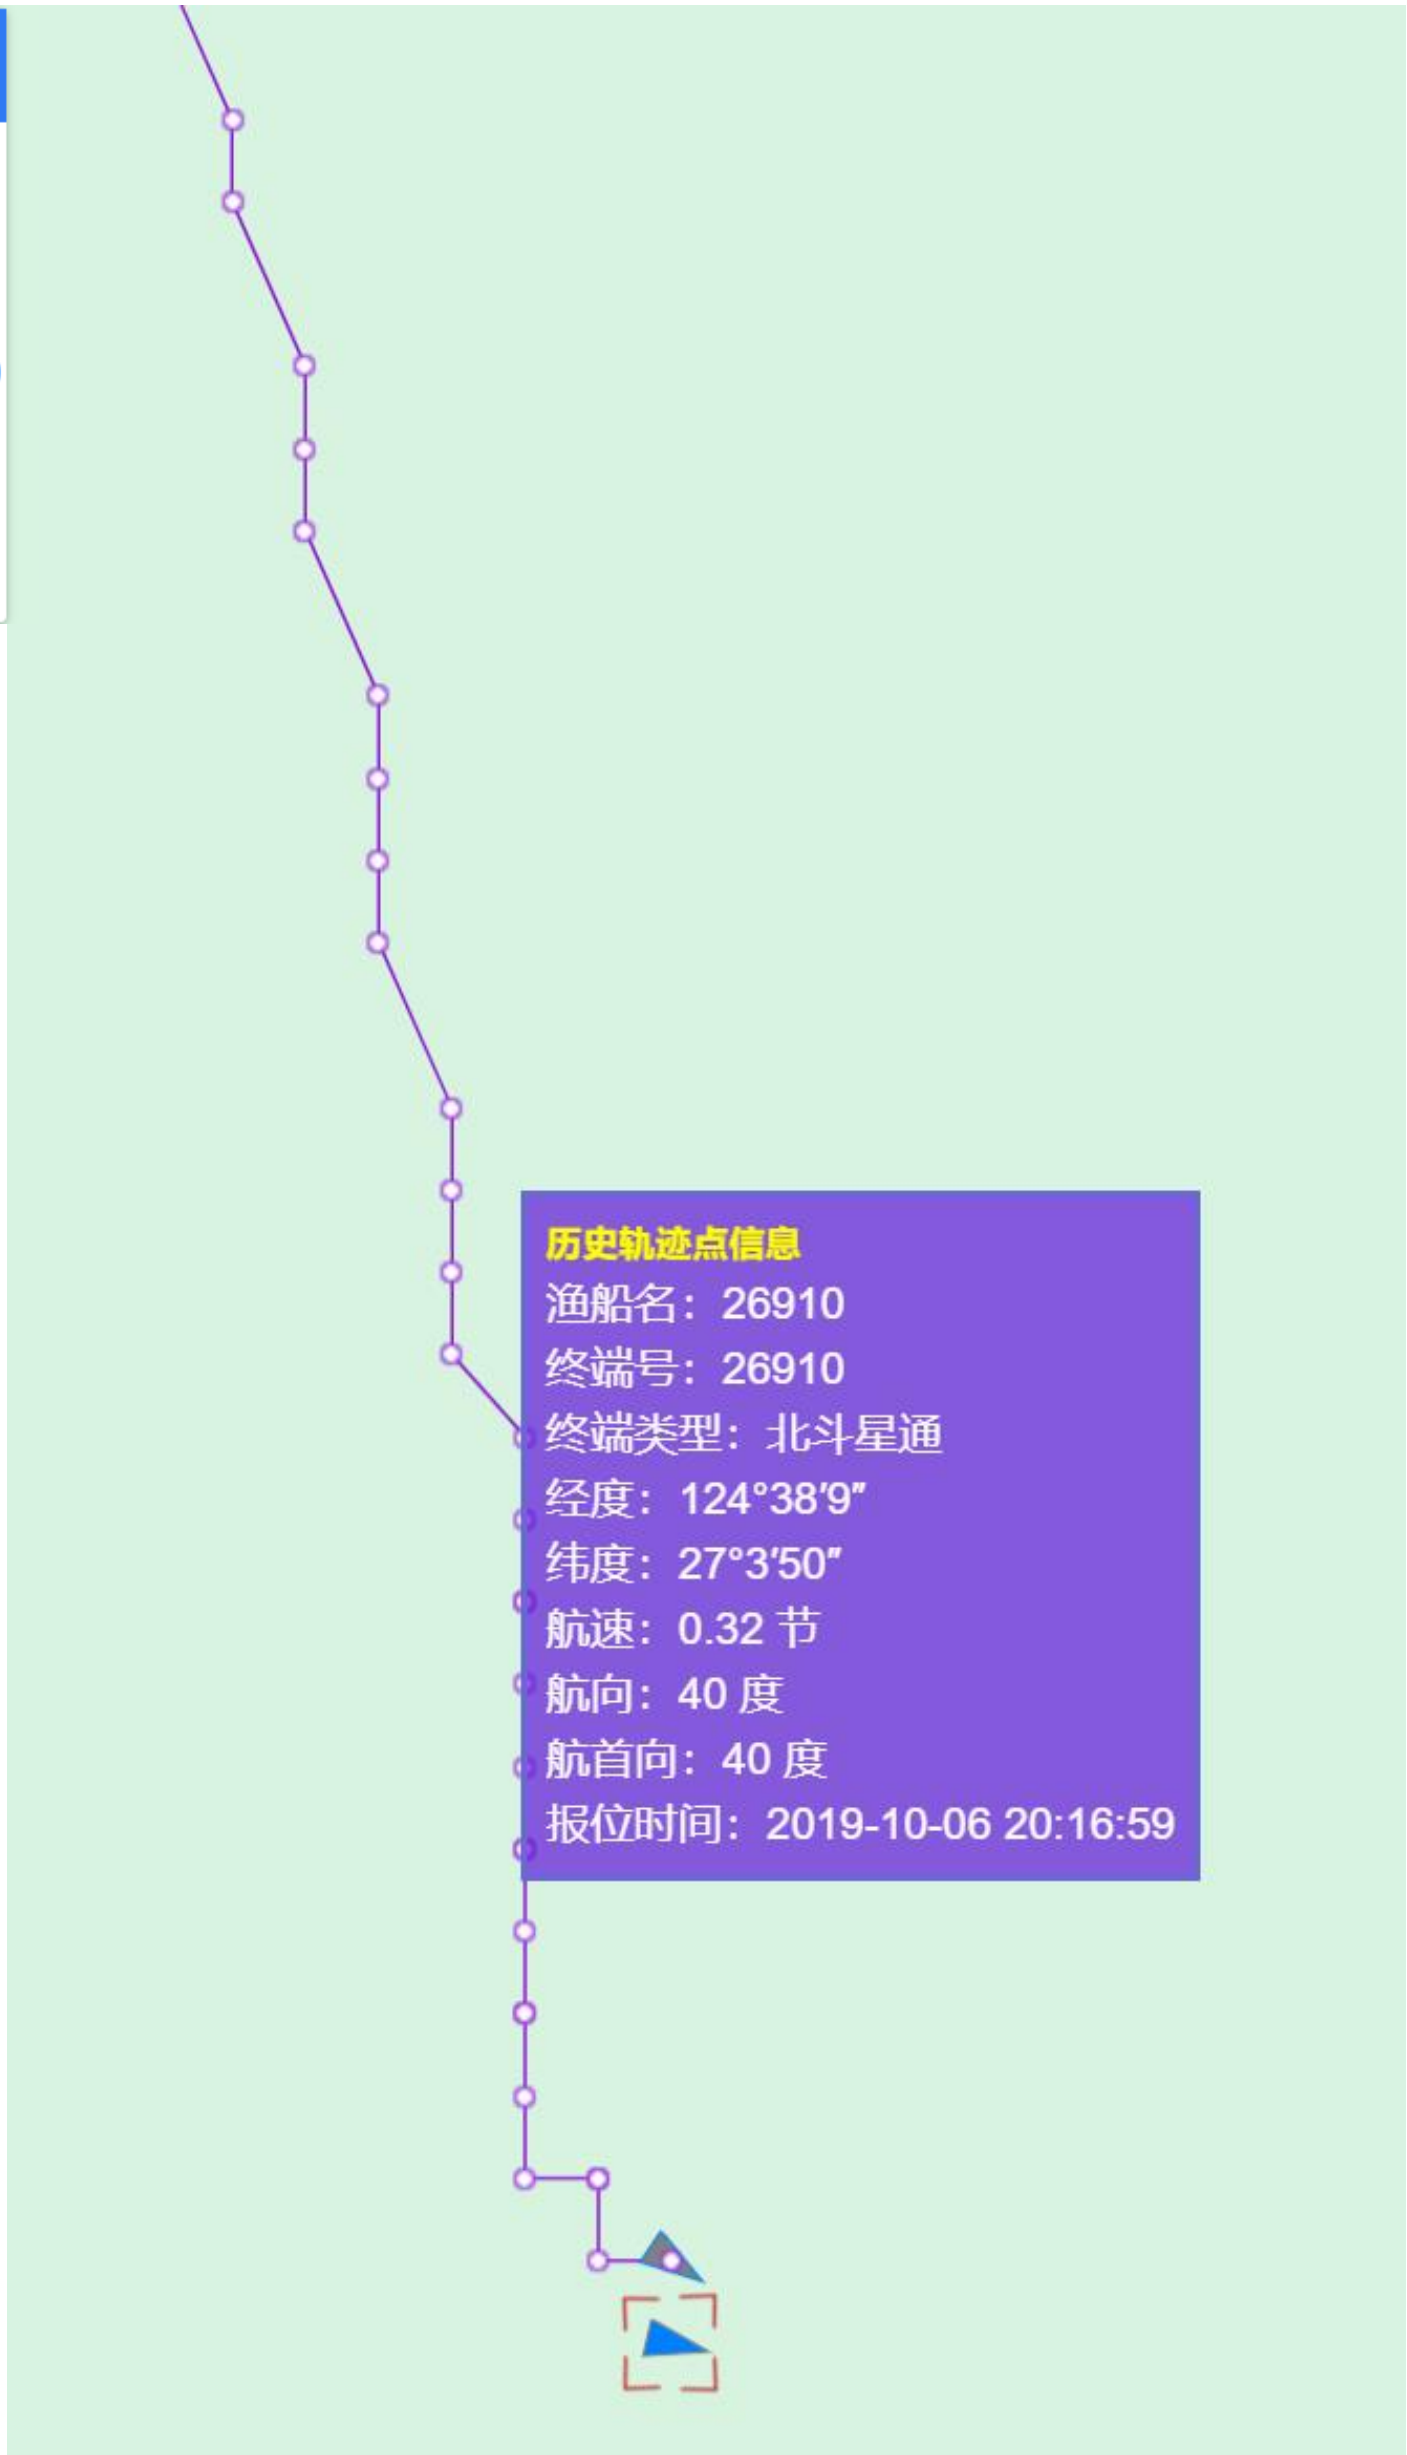 历史轨迹点信息
渔船名：26910
终端号：26910
终端类型：北斗星通
经度：124°38′9″
纬度：27°3′50″
航速：0.32 节
航向：40 度
航首向：40 度
报位时间：2019-10-06 20:16:59